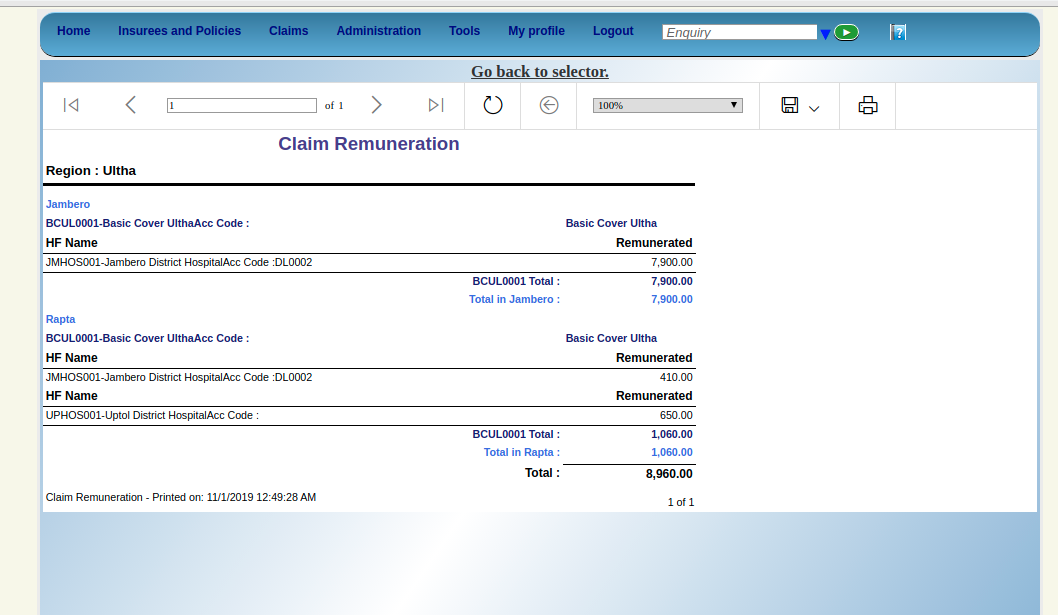 Home Insurees and Policies Claims Administration Tools My profile Logout Enquiry ?
Go back to selector.
1 of 1 100%
Claim Remuneration
Region : Ultha
Jambero
BCUL0001-Basic Cover UlthaAcc Code : Basic Cover Ultha
HF Name Remunerated
JMHOS001-Jambero District HospitalAcc Code :DL0002 7,900.00
BCUL0001 Total : 7,900.00
Total in Jambero : 7,900.00
Rapta
BCUL0001-Basic Cover UlthaAcc Code : Basic Cover Ultha
HF Name Remunerated
JMHOS001-Jambero District HospitalAcc Code :DL0002 410.00
HF Name Remunerated
UPHOS001-Uptol District HospitalAcc Code : 650.00
BCUL0001 Total : 1,060.00
Total in Rapta : 1,060.00
Total : 8,960.00
Claim Remuneration - Printed on: 11/1/2019 12:49:28 AM
1 of 1